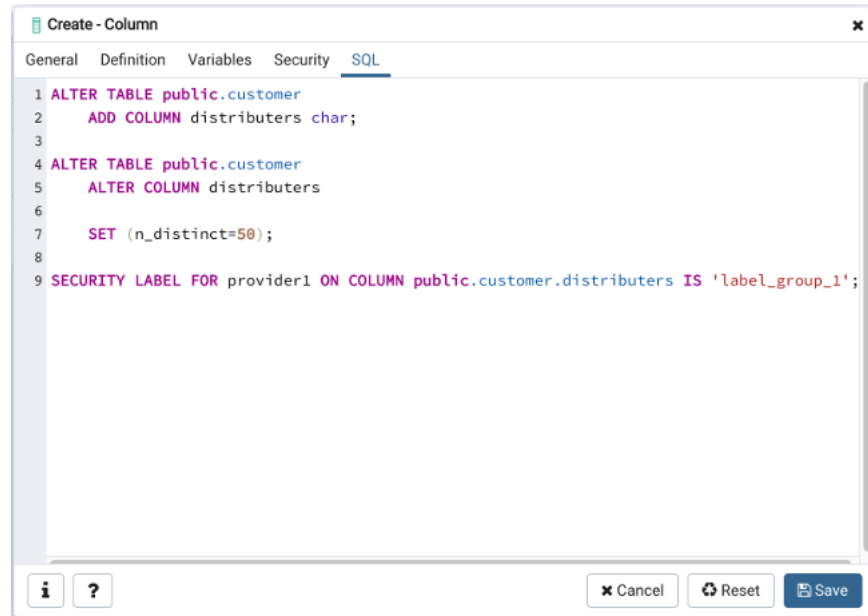 Create - Column
General Definition Variables Security SQL
1 ALTER TABLE public.customer
2 ADD COLUMN distributers char;
3
4 ALTER TABLE public.customer
5 ALTER COLUMN distributers
6
7 SET (n_distinct=50);
8
9 SECURITY LABEL FOR provider1 ON COLUMN public.customer.distributers IS 'label_group_1';
i ? Cancel Reset Save